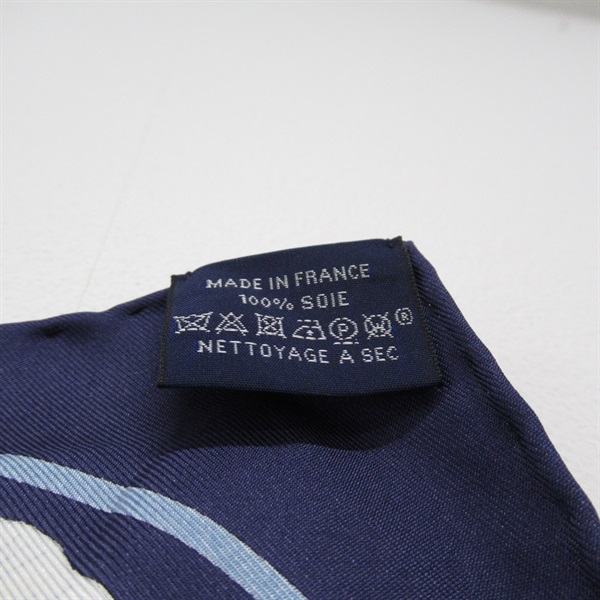 MADE IN FRANCE
100% SOIE
P W ®
NETTOYAGE A SEC